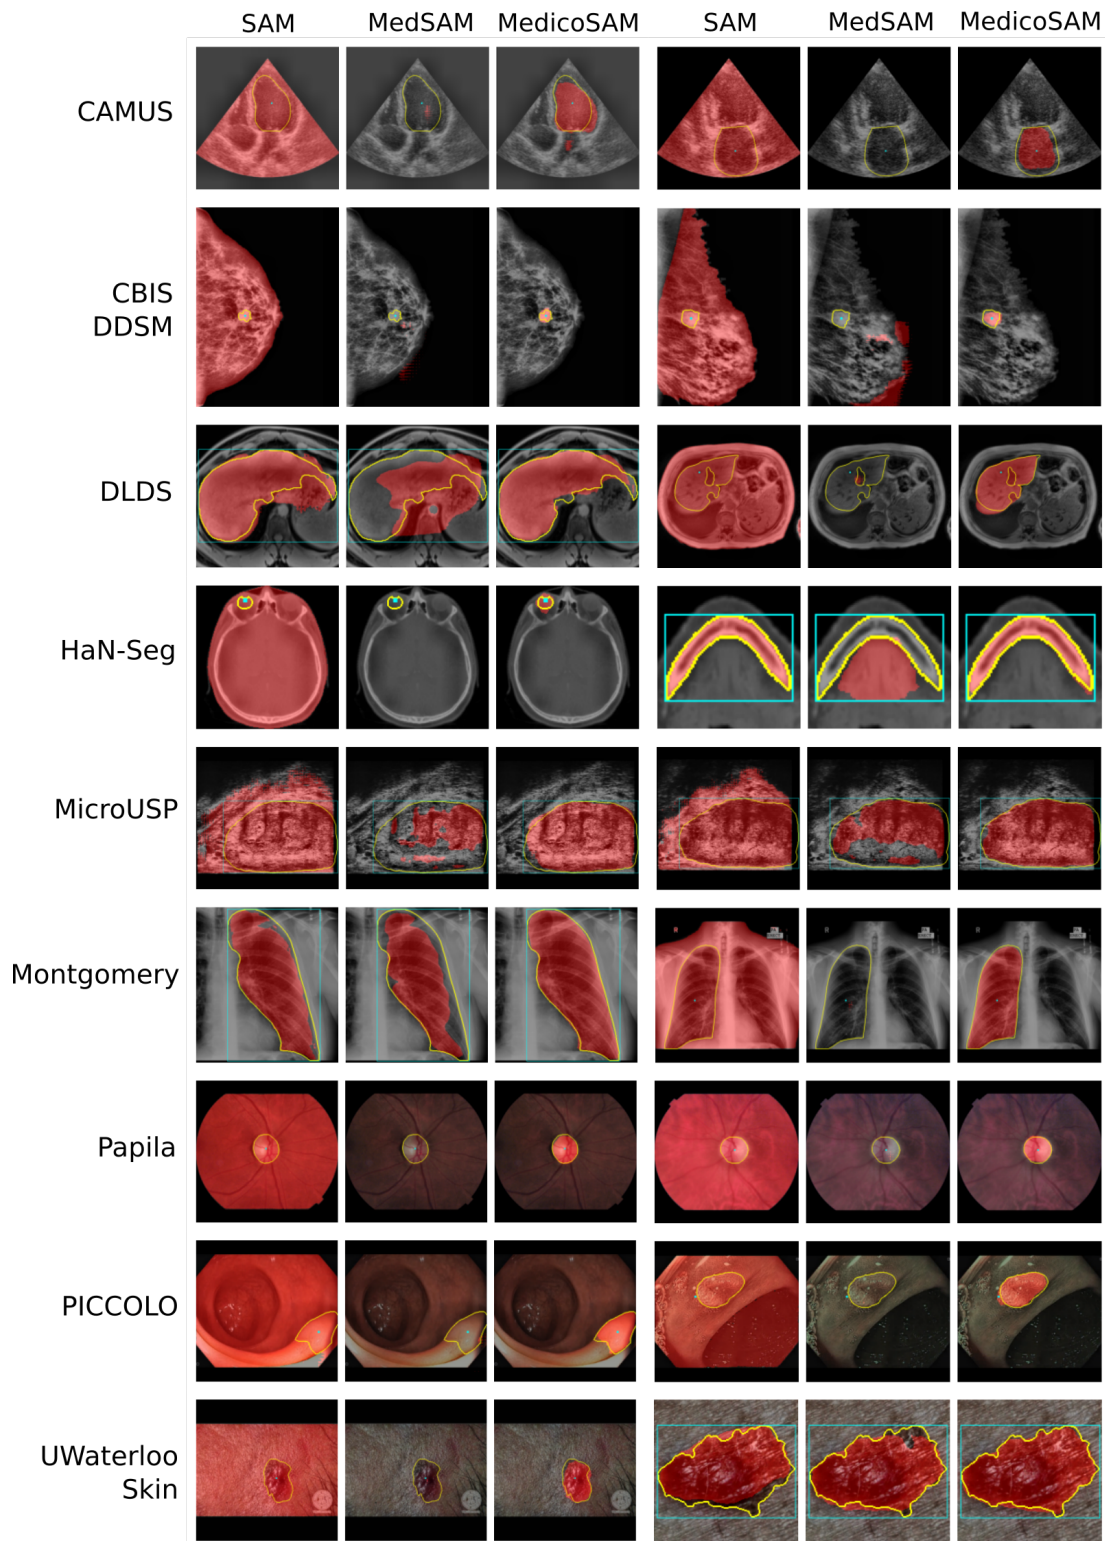 SAM MedSAM MedicoSAM SAM MedSAM MedicoSAM
CAMUS
CBIS
DDSM
DLDS
HaN-Seg
MicroUSP
Montgomery
Papila
PICCOLO
UWaterloo
Skin